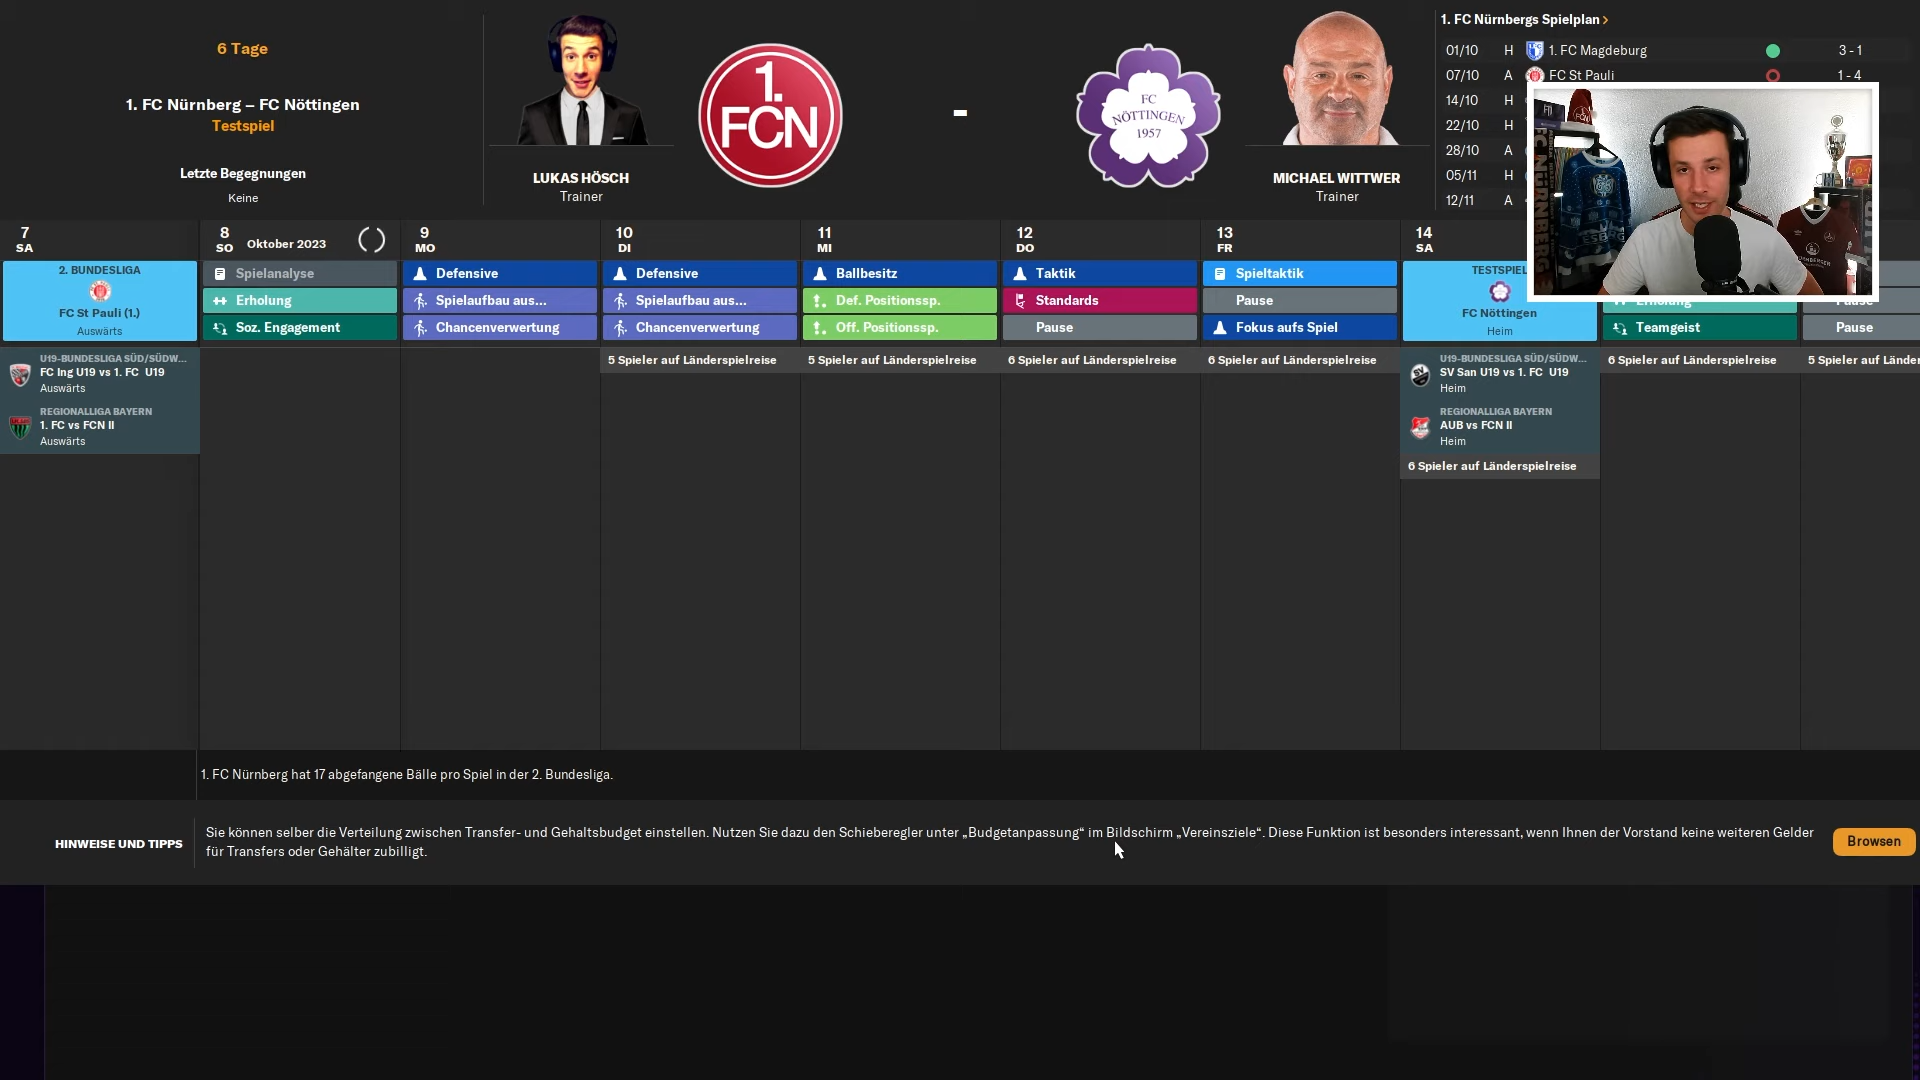 6 Tage
1. FC Nürnberg – FC Nöttingen
Testspiel
Letzte Begegnungen
Keine
LUKAS HÖSCH
Trainer
1.
FCN
-
FC
NÖTTINGEN
1957
MICHAEL WITTWER
Trainer
1. FC Nürnbergs Spielplan >
01/10 H 1. FC Magdeburg 3 - 1
07/10 A FC St Pauli 1 - 4
14/10 H
22/10 H
28/10 A
05/11 H
12/11 A
7
SA
8
SO Oktober 2023
9
MO
10
DI
11
MI
12
DO
13
FR
14
SA
2. BUNDESLIGA
FC St Pauli (1.)
Auswärts
Spielanalyse
Erholung
Soz. Engagement
Defensive
Spielaufbau aus...
Chancenverwertung
Defensive
Spielaufbau aus...
Chancenverwertung
Ballbesitz
Def. Positionssp.
Off. Positionssp.
Taktik
Standards
Pause
Spieltaktik
Pause
Fokus aufs Spiel
TESTSPIEL
FC Nöttingen
Heim
Erholung
Teamgeist
Pause
Pause
U19-BUNDESLIGA SÜD/SÜDW...
FC Ing U19 vs 1. FC U19
Auswärts
REGIONALLIGA BAYERN
1. FC vs FCN II
Auswärts
5 Spieler auf Länderspielreise
5 Spieler auf Länderspielreise
6 Spieler auf Länderspielreise
6 Spieler auf Länderspielreise
U19-BUNDESLIGA SÜD/SÜDW...
SV San U19 vs 1. FC U19
Heim
REGIONALLIGA BAYERN
AUB vs FCN II
Heim
6 Spieler auf Länderspielreise
6 Spieler auf Länderspielreise
5 Spieler auf Länder
1. FC Nürnberg hat 17 abgefangene Bälle pro Spiel in der 2. Bundesliga.
HINWEISE UND TIPPS
Sie können selber die Verteilung zwischen Transfer- und Gehaltsbudget einstellen. Nutzen Sie dazu den Schieberegler unter „Budgetanpassung“ im Bildschirm „Vereinsziele“. Diese Funktion ist besonders interessant, wenn Ihnen der Vorstand keine weiteren Gelder
für Transfers oder Gehälter zubilligt.
Browsen